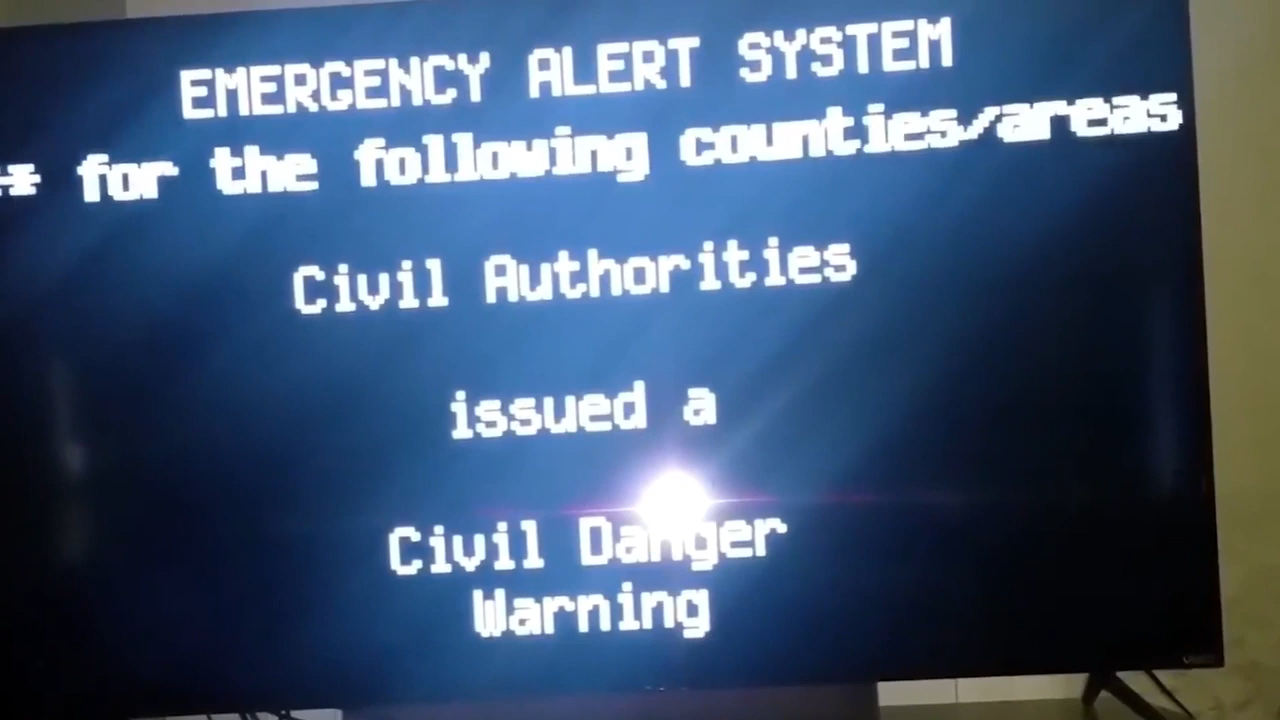 EMERGENCY ALERT SYSTEM
for the following counties/areas
Civil Authorities
issued a
Civil Danger
Warning